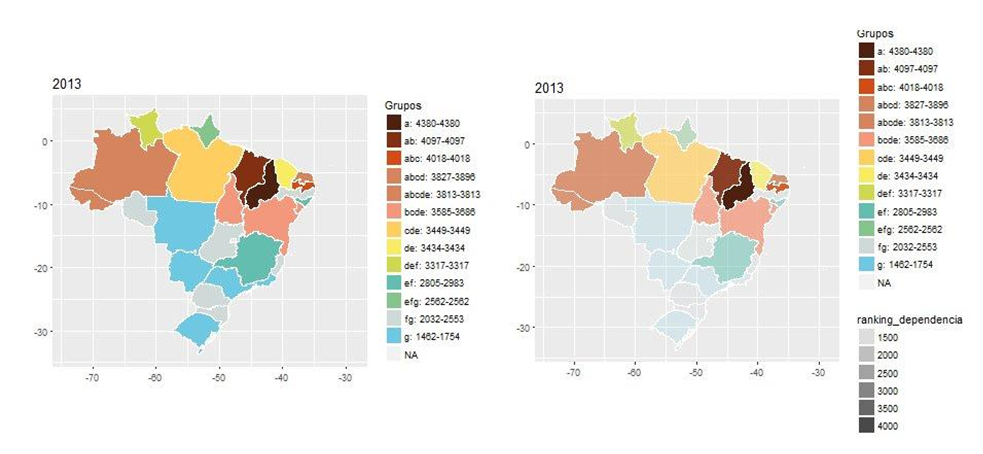 2013
0
-10
-20
-30
-70
-60
-50
-40
-30
Grupos
a: 4380-4380
ab: 4097-4097
abc: 4018-4018
abcd: 3827-3896
abcde: 3813-3813
bcde: 3585-3686
cde: 3449-3449
de: 3434-3434
def: 3317-3317
ef: 2805-2983
efg: 2562-2562
fg: 2032-2553
g: 1462-1754
NA
2013
0
-10
-20
-30
-70
-60
-50
-40
-30
Grupos
a: 4380-4380
ab: 4097-4097
abc: 4018-4018
abcd: 3827-3896
abcde: 3813-3813
bcde: 3585-3686
cde: 3449-3449
de: 3434-3434
def: 3317-3317
ef: 2805-2983
efg: 2562-2562
fg: 2032-2553
g: 1462-1754
NA
ranking_dependencia
1500
2000
2500
3000
3500
4000